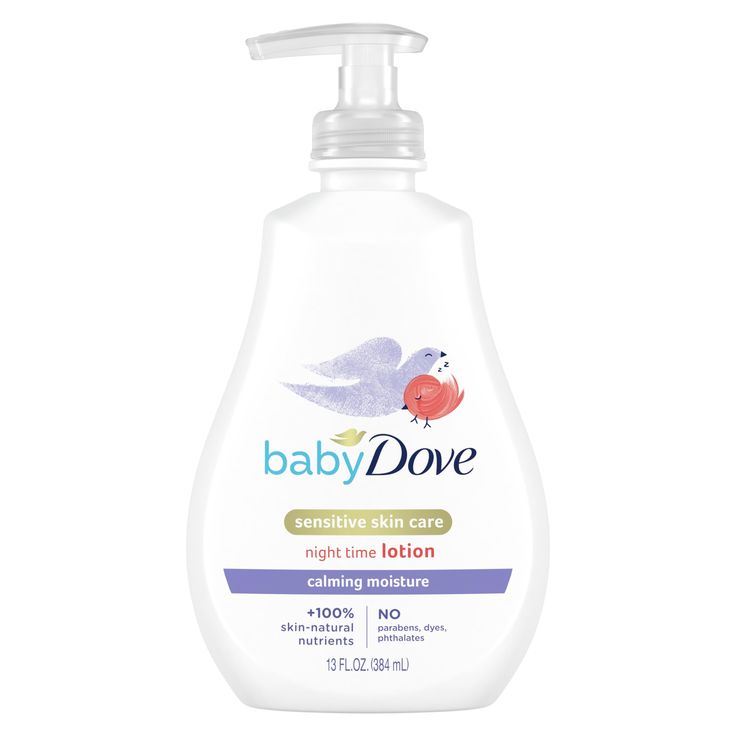 z z
baby Dove
sensitive skin care
night time lotion
calming moisture
+100%
skin-natural
nutrients
NO
parabens, dyes,
phthalates
13 FL.OZ. (384 mL)